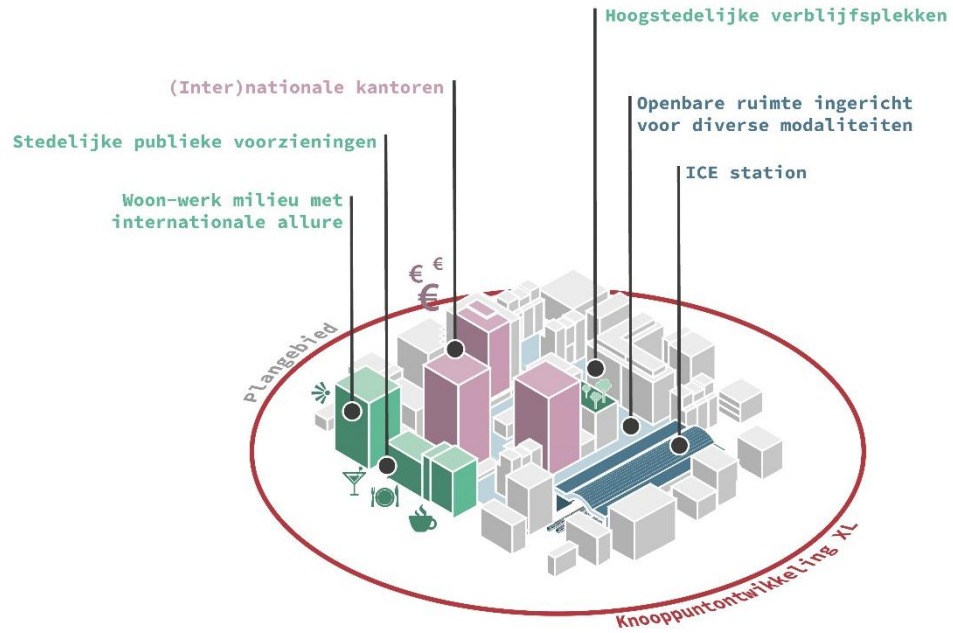 Hoogstedelijke verblijfsplekken
(Inter)nationale kantoren
Openbare ruimte ingericht
voor diverse modaliteiten
Stedelijke publieke voorzieningen
ICE station
Woon-werk milieu met
internationale allure
€ €
€
Plangebied
Knooppuntontwikkeling XL